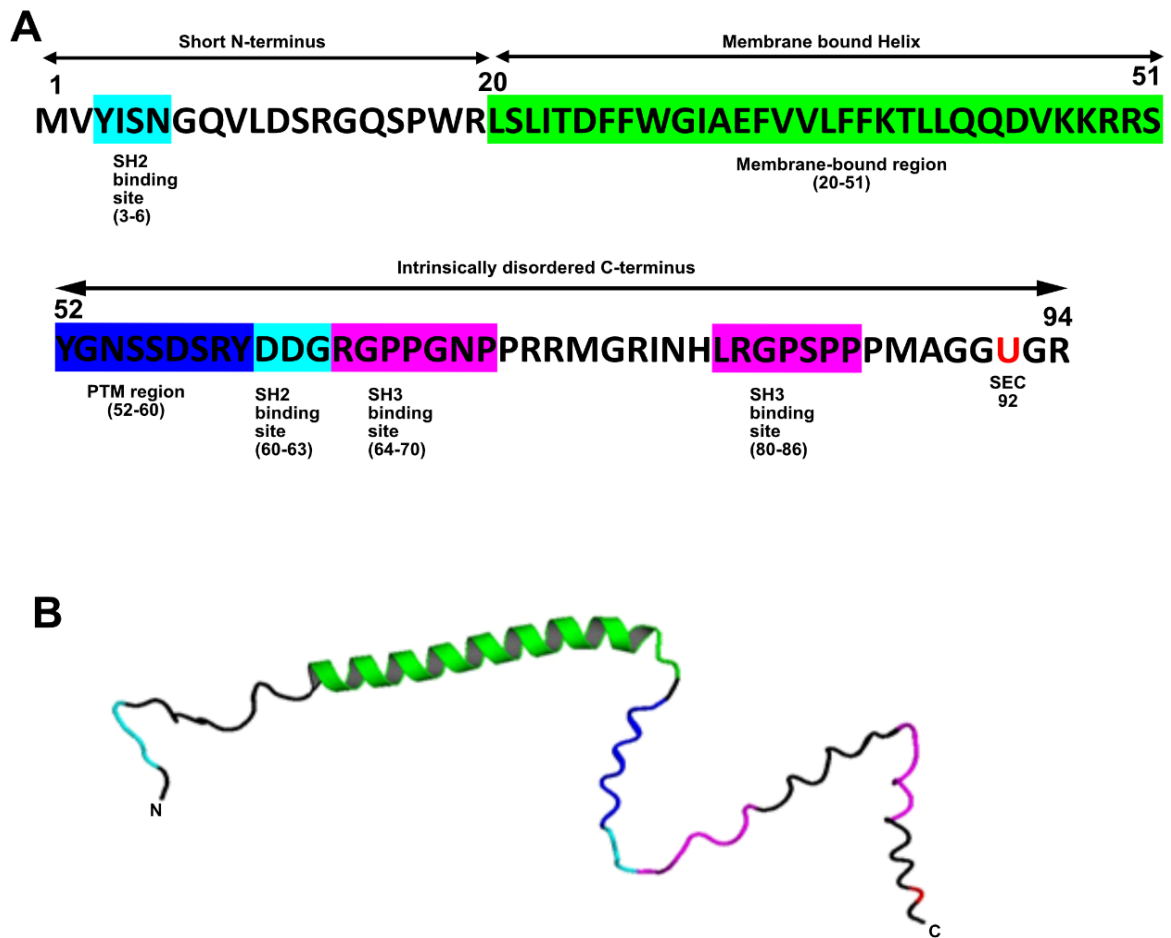 A
Short N-terminus
Membrane bound Helix
1
20
51
MVYISNGQVLDSRGQSPWRLSLITDFFWGIAEFVVLFFKTLLQQDVKKRRS
SH2
binding
site
(3-6)
Membrane-bound region
(20-51)
Intrinsically disordered C-terminus
52
94
YGNSSDSRYDDGRGPPGNPPRRMGRINHLRGPSPPPMAGGUGR
PTM region
(52-60)
SH2
binding
site
(60-63)
SH3
binding
site
(64-70)
SH3
binding
site
(80-86)
SEC
92
B
N
C